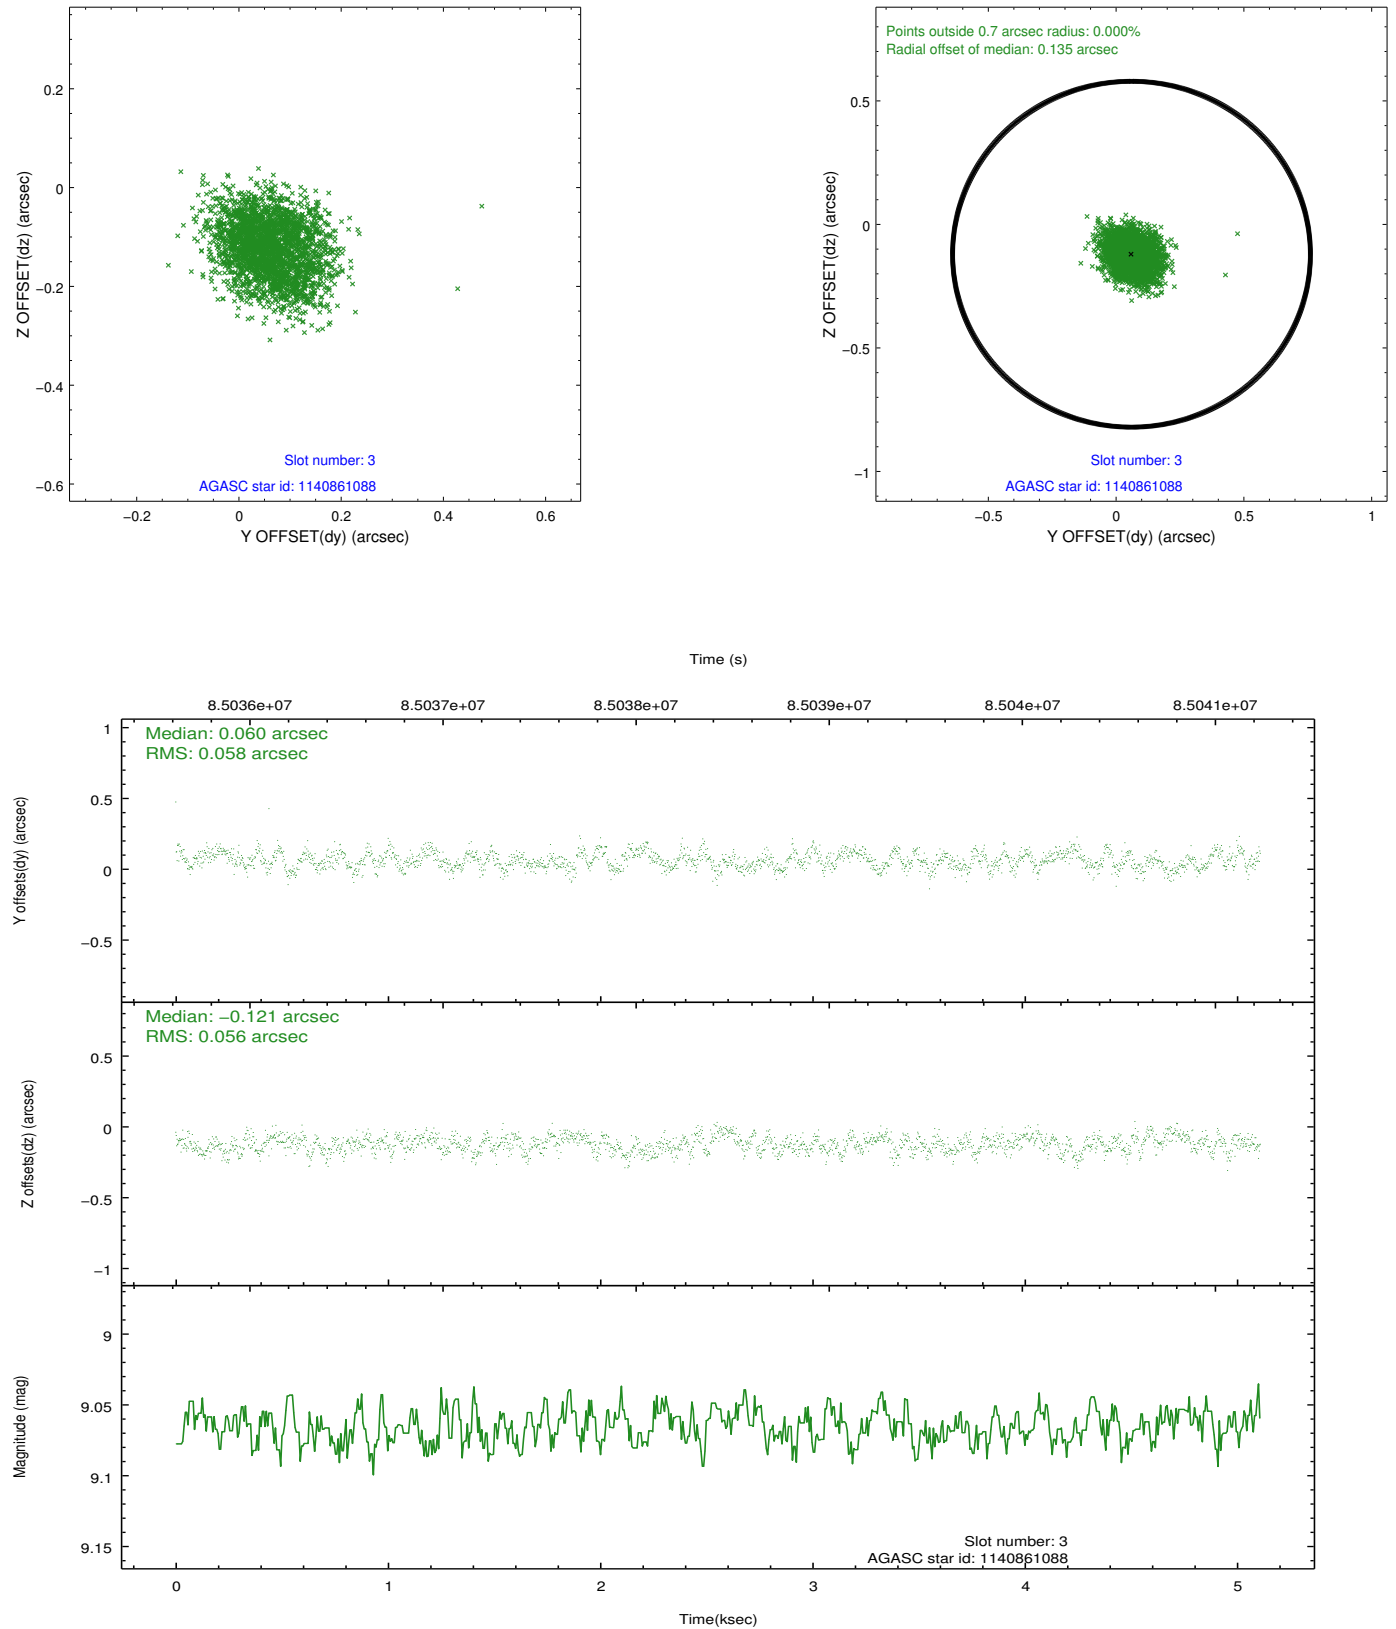 0.2
0
−0.2
−0.4
−0.6
Z OFFSET(dz) (arcsec)
Slot number: 3
AGASC star id: 1140861088
−0.2
0
0.2
0.4
0.6
Y OFFSET(dy) (arcsec)
Points outside 0.7 arcsec radius: 0.000%
Radial offset of median: 0.135 arcsec
0.5
0
−0.5
−1
Z OFFSET(dz) (arcsec)
Slot number: 3
AGASC star id: 1140861088
−0.5
0
0.5
1
Y OFFSET(dy) (arcsec)
Time (s)
8.5036e+07
8.5037e+07
8.5038e+07
8.5039e+07
8.504e+07
8.5041e+07
Median: 0.060 arcsec
RMS: 0.058 arcsec
1
0.5
0
−0.5
Y offsets(dy) (arcsec)
Median: −0.121 arcsec
RMS: 0.056 arcsec
0.5
0
−0.5
−1
Z offsets(dz) (arcsec)
9
9.05
9.1
9.15
Magnitude (mag)
Slot number: 3
AGASC star id: 1140861088
0
1
2
3
4
5
Time(ksec)